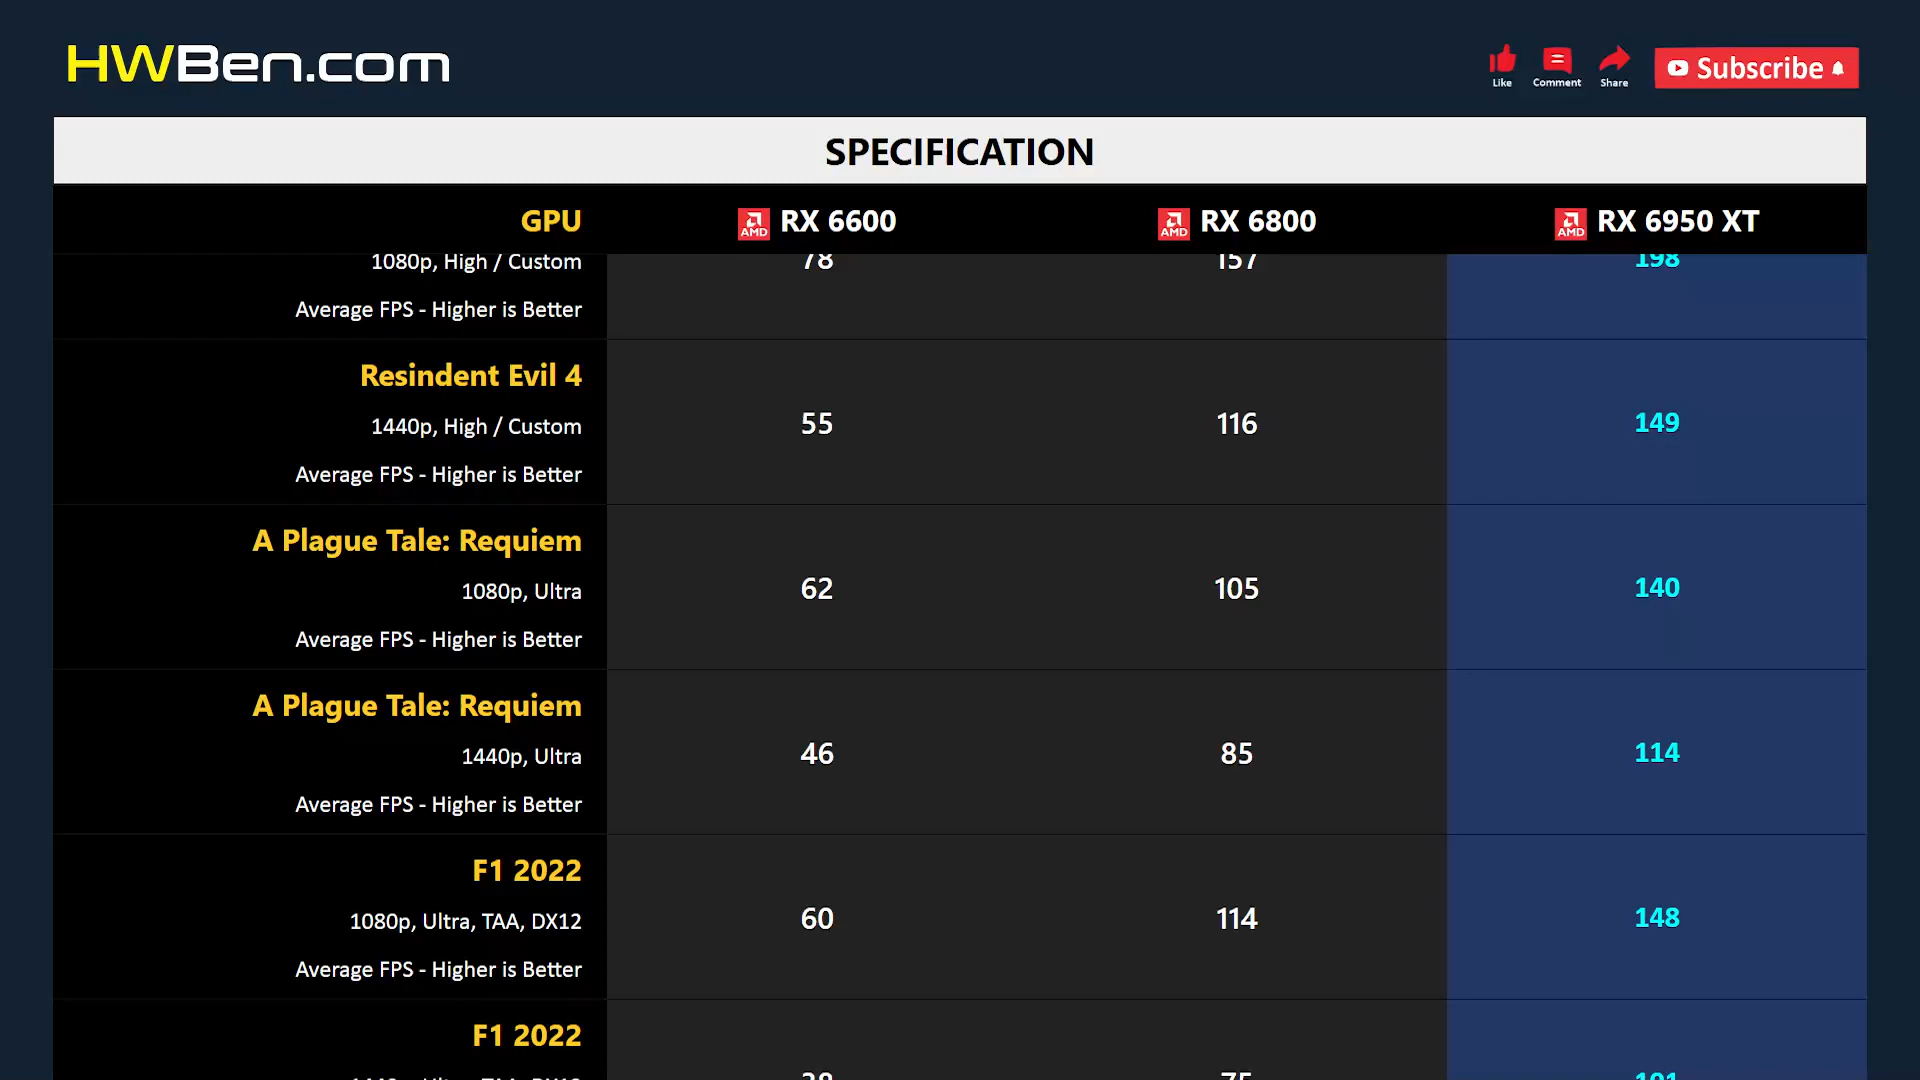 HWBen.com
Like
Comment
Share
Subscribe
SPECIFICATION
GPU
AMD RX 6600
AMD RX 6800
AMD RX 6950 XT
1080p, High / Custom
78
157
198
Average FPS - Higher is Better
Resindent Evil 4
1440p, High / Custom
55
116
149
Average FPS - Higher is Better
A Plague Tale: Requiem
1080p, Ultra
62
105
140
Average FPS - Higher is Better
A Plague Tale: Requiem
1440p, Ultra
46
85
114
Average FPS - Higher is Better
F1 2022
1080p, Ultra, TAA, DX12
60
114
148
Average FPS - Higher is Better
F1 2022